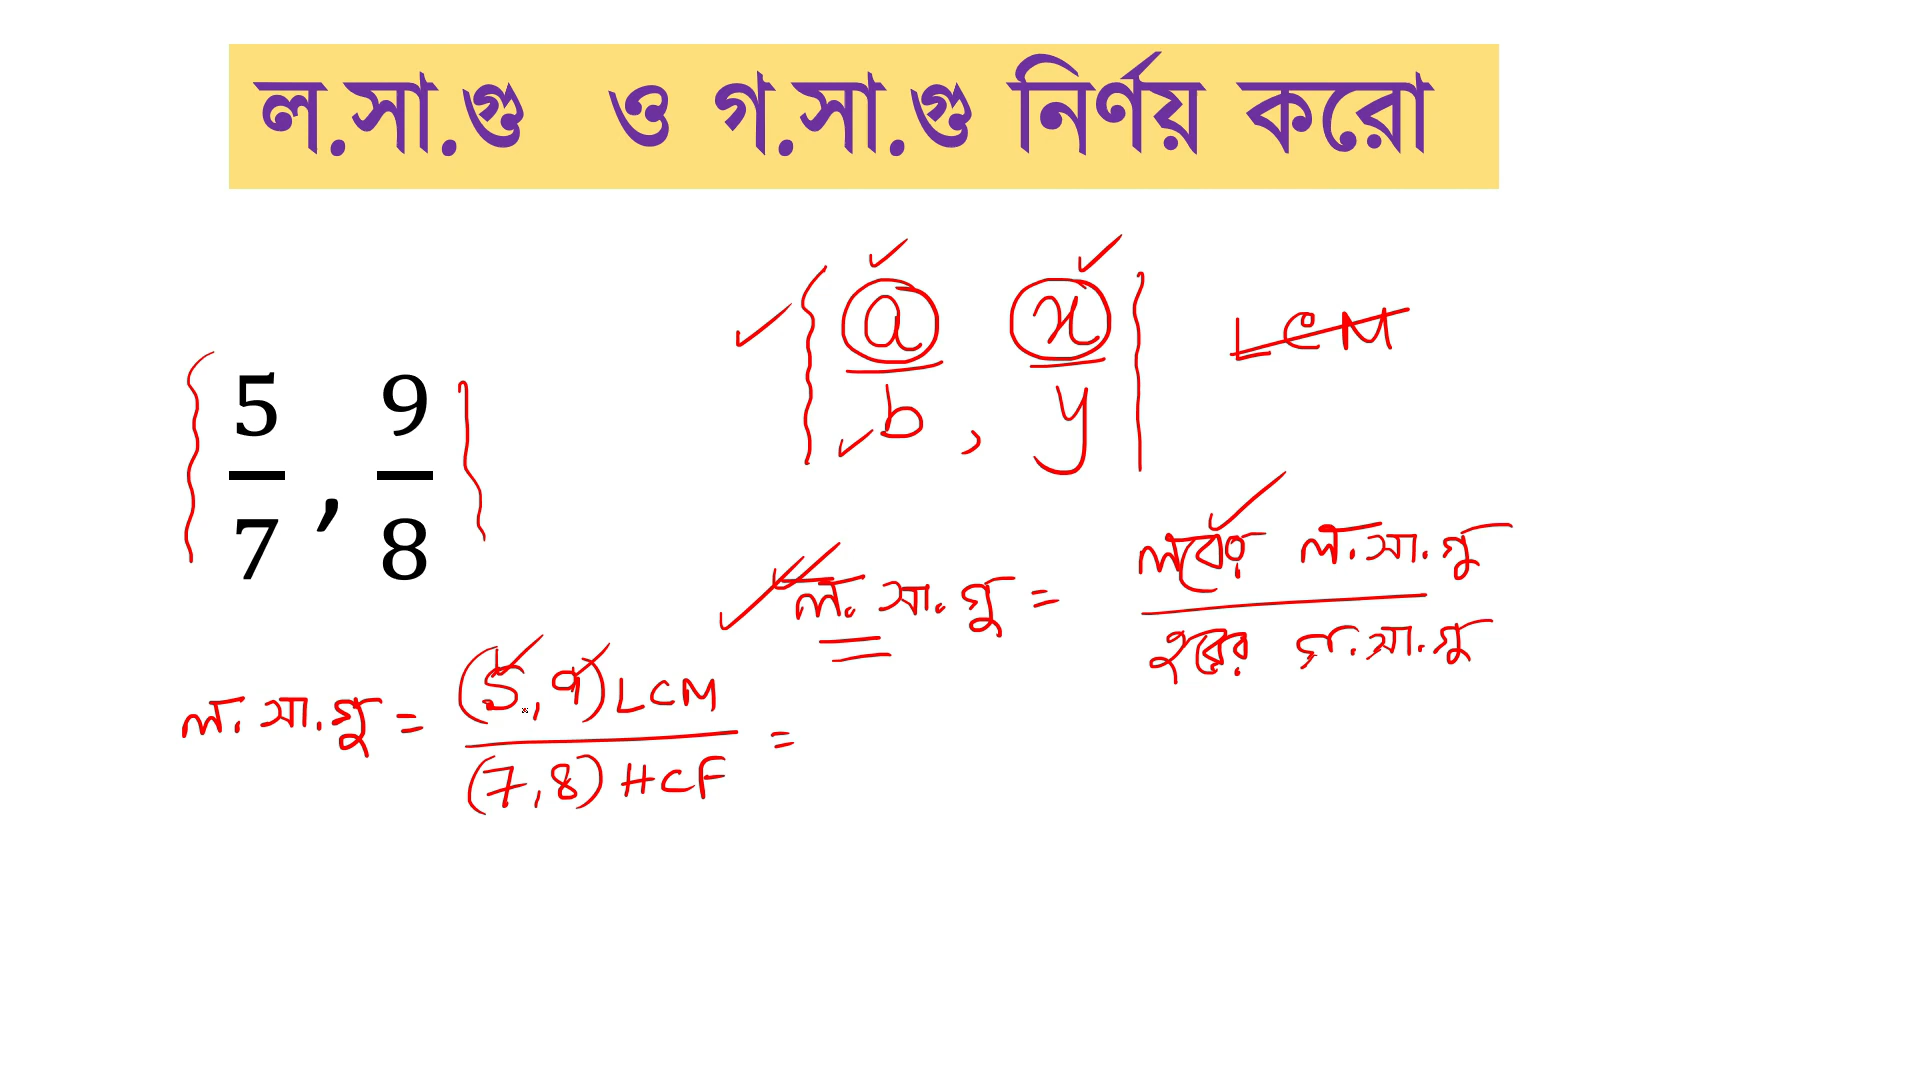 ল.সা.গু ও গ.সা.গু নির্ণয় করো
5/7 , 9/8
a/b , x/y
LCM
ল.সা.গু = লবের ল.সা.গু / হরের গ.সা.গু
ল.সা.গু = (5,9) LCM / (7,8) HCF =